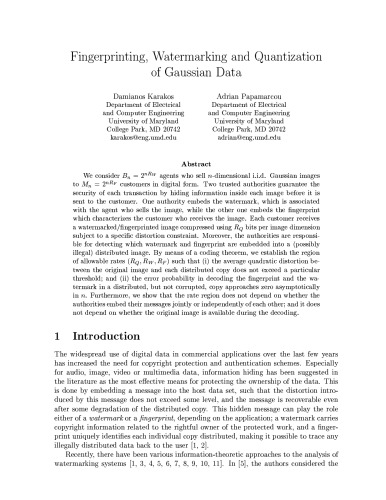 Fingerprinting, Watermarking and Quantization
of Gaussian Data
Damianos Karakos
Department of Electrical
and Computer Engineering
University of Maryland
College Park, MD 20742
karakos@eng.umd.edu
Adrian Papamarcou
Department of Electrical
and Computer Engineering
University of Maryland
College Park, MD 20742
adrian@eng.umd.edu
Abstract
We consider Bₙ = 2^{nR_W} agents who sell n-dimensional i.i.d. Gaussian images
to Mₙ = 2^{nR_F} customers in digital form. Two trusted authorities guarantee the
security of each transaction by hiding information inside each image before it is
sent to the customer. One authority embeds the watermark, which is associated
with the agent who sells the image, while the other one embeds the fingerprint
which characterizes the customer who receives the image. Each customer receives
a watermarked/fingerprinted image compressed using R_Q bits per image dimension
subject to a specific distortion constraint. Moreover, the authorities are responsi-
ble for detecting which watermark and fingerprint are embedded into a (possibly
illegal) distributed image. By means of a coding theorem, we establish the region
of allowable rates (R_Q, R_W, R_F) such that (i) the average quadratic distortion be-
tween the original image and each distributed copy does not exceed a particular
threshold; and (ii) the error probability in decoding the fingerprint and the wa-
termark in a distributed, but not corrupted, copy approaches zero asymptotically
in n. Furthermore, we show that the rate region does not depend on whether the
authorities embed their messages jointly or independently of each other; and it does
not depend on whether the original image is available during the decoding.
1 Introduction
The widespread use of digital data in commercial applications over the last few years
has increased the need for copyright protection and authentication schemes. Especially
for audio, image, video or multimedia data, information hiding has been suggested in
the literature as the most effective means for protecting the ownership of the data. This
is done by embedding a message into the host data set, such that the distortion intro-
duced by this message does not exceed some level, and the message is recoverable even
after some degradation of the distributed copy. This hidden message can play the role
either of a watermark or a fingerprint, depending on the application; a watermark carries
copyright information related to the rightful owner of the protected work, and a finger-
print uniquely identifies each individual copy distributed, making it possible to trace any
illegally distributed data back to the user [1, 2].
Recently, there have been various information-theoretic approaches to the analysis of
watermarking systems [1, 3, 4, 5, 6, 7, 8, 9, 10, 11]. In [5], the authors considered the